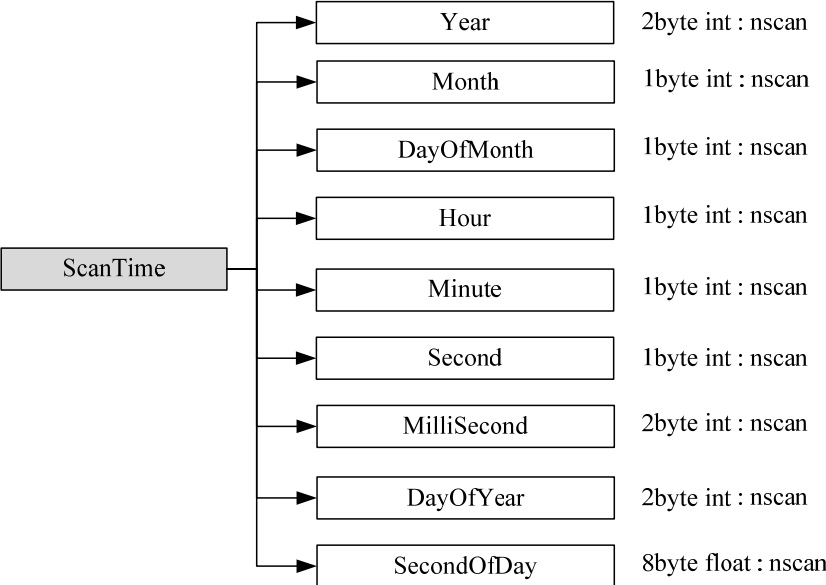 Year 2byte int : nscan
Month 1byte int : nscan
DayOfMonth 1byte int : nscan
Hour 1byte int : nscan
ScanTime
Minute 1byte int : nscan
Second 1byte int : nscan
MilliSecond 2byte int : nscan
DayOfYear 2byte int : nscan
SecondOfDay 8byte float : nscan